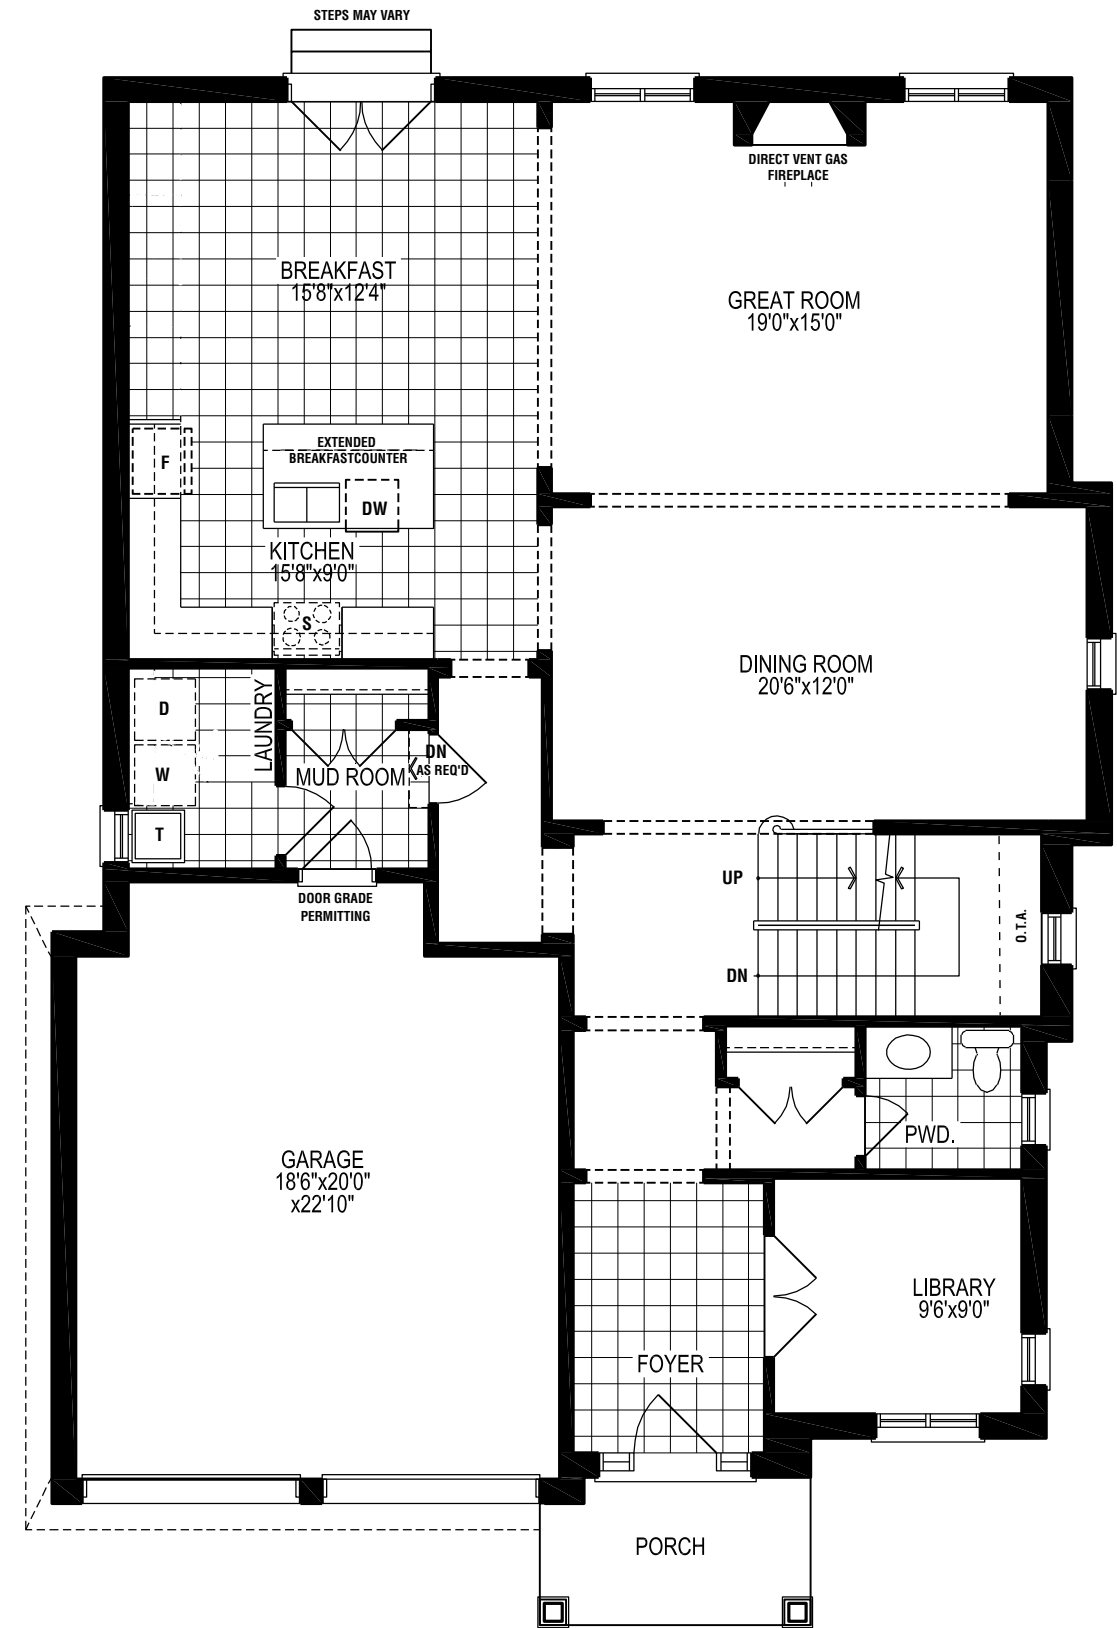 STEPS MAY VARY
DIRECT VENT GAS
FIREPLACE
BREAKFAST
15'8"x12'4"
GREAT ROOM
19'0"x15'0"
EXTENDED
BREAKFASTCOUNTER
F
DW
KITCHEN
15'8"x9'0"
S
DINING ROOM
20'6"x12'0"
LAUNDRY
D
W
T
MUD ROOM
DN
AS REQ'D
DOOR GRADE
PERMITTING
UP
DN
O.T.A.
PWD.
GARAGE
18'6"x20'0"
x22'10"
LIBRARY
9'6'x9'0"
FOYER
PORCH